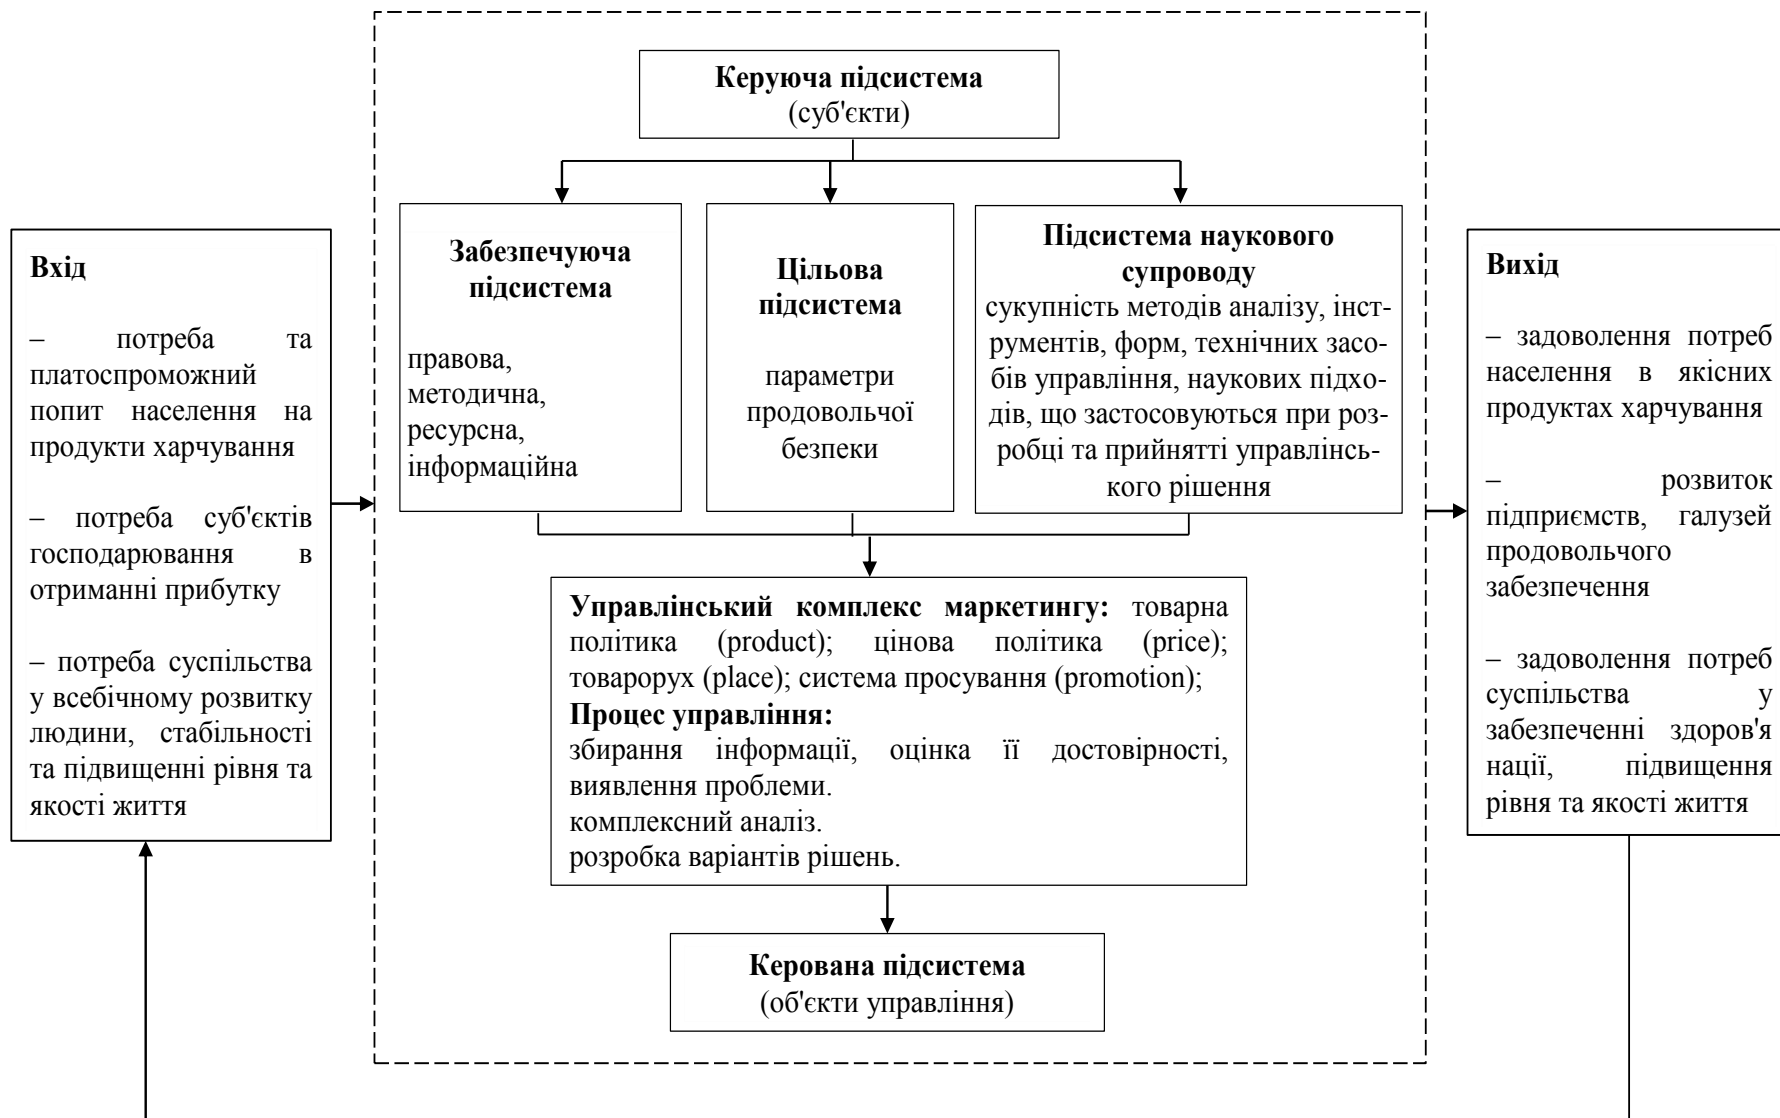 Керуюча підсистема
(суб'єкти)
Забезпечуюча
підсистема
правова,
методична,
ресурсна,
інформаційна
Цільова
підсистема
параметри
продовольчої
безпеки
Підсистема наукового
супроводу
сукупність методів аналізу, інст-
рументів, форм, технічних засо-
бів управління, наукових підхо-
дів, що застосовуються при роз-
робці та прийнятті управлінсь-
кого рішення
Вхід
– потреба та
платоспроможний
попит населення на
продукти харчування
– потреба суб'єктів
господарювання в
отриманні прибутку
– потреба суспільства
у всебічному розвитку
людини, стабільності
та підвищенні рівня та
якості життя
Управлінський комплекс маркетингу: товарна
політика (product); цінова політика (price);
товарорух (place); система просування (promotion);
Процес управління:
збирання інформації, оцінка її достовірності,
виявлення проблеми.
комплексний аналіз.
розробка варіантів рішень.
Керована підсистема
(об'єкти управління)
Вихід
– задоволення потреб
населення в якісних
продуктах харчування
– розвиток
підприємств, галузей
продовольчого
забезпечення
– задоволення потреб
суспільства у
забезпеченні здоров'я
нації, підвищення
рівня та якості життя